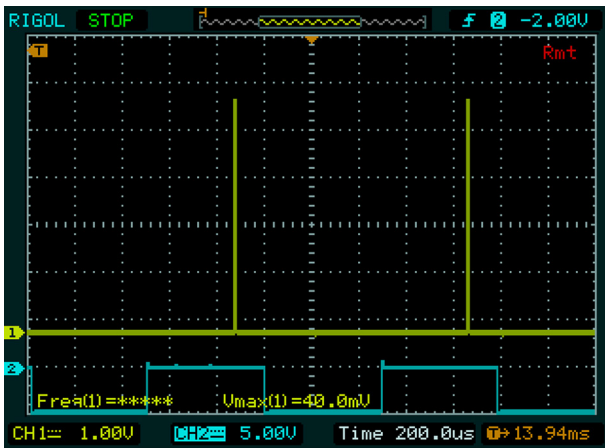 RIGOL STOP T f 2 -2.00V
T Rmt
1
2
Freq(1)=***** Vmax(1)=40.0mV
CH1 1.00V CH2 5.00V Time 200.0us T→13.94ms